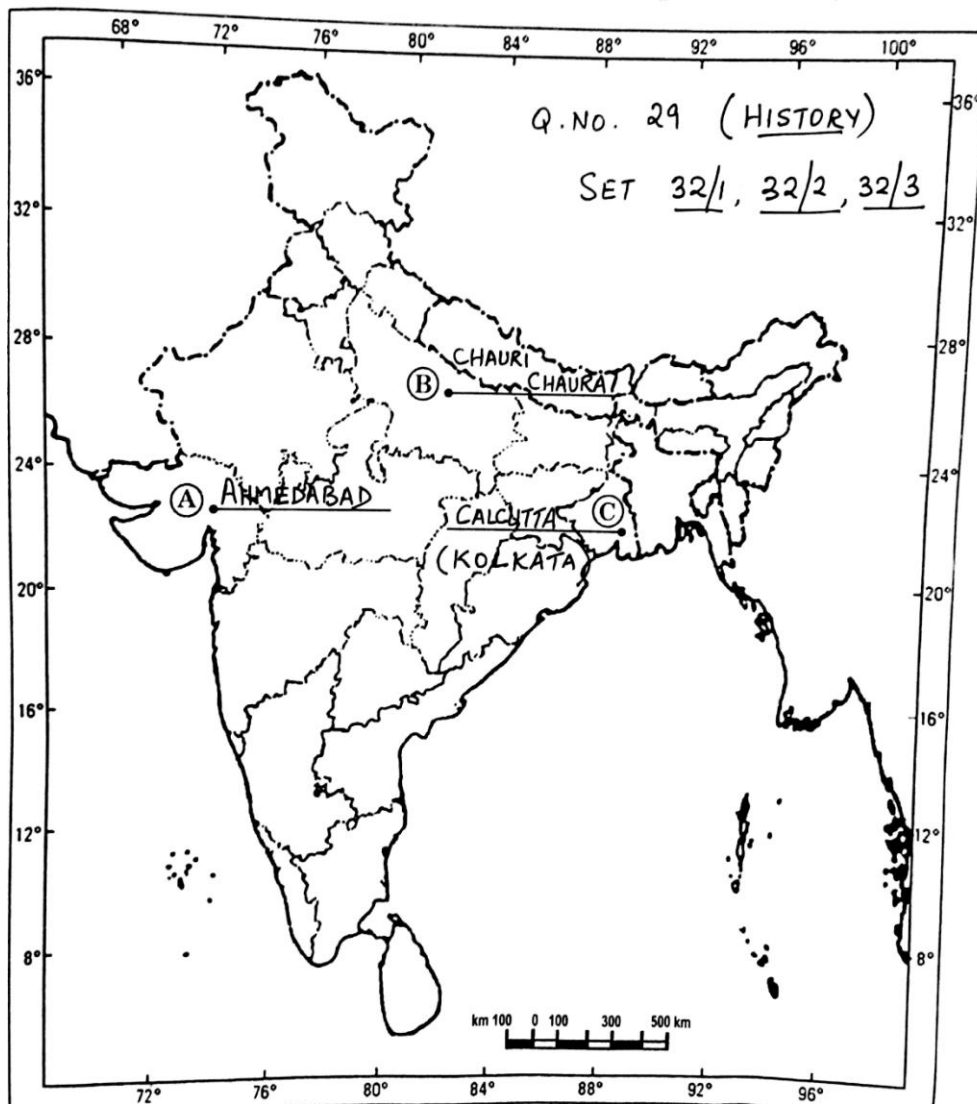 68° 72° 76° 80° 84° 88° 92° 96° 100°
36° 36°
Q.NO. 29 (HISTORY)
SET 32/1, 32/2, 32/3
32° 32°
28° 28°
CHAURI
B CHAURA
24° 24°
A AHMEDABAD
CALCUTTA C
(KOLKATA)
20° 20°
16° 16°
12° 12°
8° 8°
km 100 0 100 300 500 km
72° 76° 80° 84° 88° 92° 96°